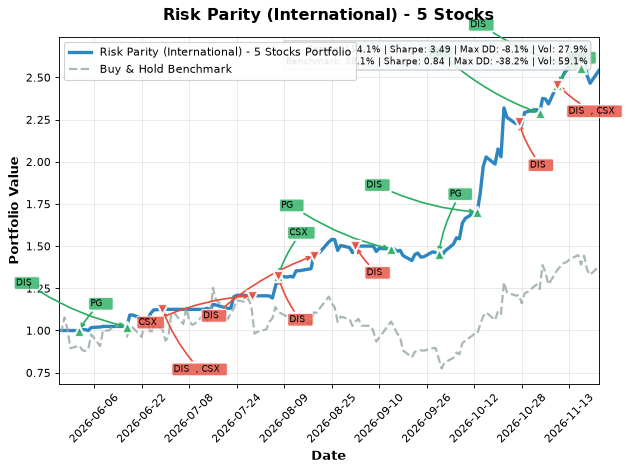 Risk Parity (International) - 5 Stocks
DIS
Risk Parity (International) - 5 Stocks Portfolio
Buy & Hold Benchmark
4.1% | Sharpe: 3.49 | Max DD: -8.1% | Vol: 27.9%
Benchmark: 38.1% | Sharpe: 0.84 | Max DD: -38.2% | Vol: 59.1%
DIS , CSX
DIS
DIS
PG
PG
CSX
DIS
DIS
PG
CSX
DIS
DIS
DIS , CSX
Portfolio Value
2.50
2.25
2.00
1.75
1.50
1.25
1.00
0.75
2026-06-06
2026-06-22
2026-07-08
2026-07-24
2026-08-09
2026-08-25
2026-09-10
2026-09-26
2026-10-12
2026-10-28
2026-11-13
Date